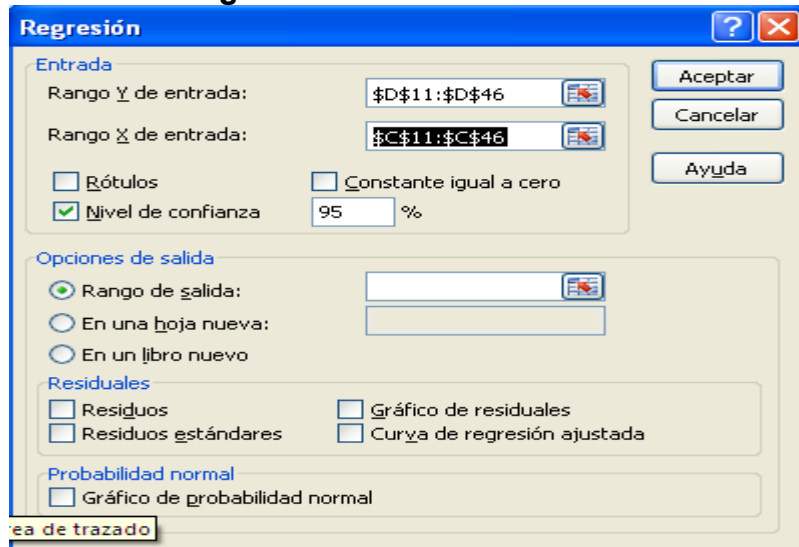 Regresión
Entrada
Rango Y de entrada: $D$11:$D$46
Aceptar
Rango X de entrada: $C$11:$C$46
Cancelar
Rótulos Constante igual a cero
Ayuda
Nivel de confianza 95 %
Opciones de salida
Rango de salida:
En una hoja nueva:
En un libro nuevo
Residuales
Residuos Gráfico de residuales
Residuos estándares Curva de regresión ajustada
Probabilidad normal
Gráfico de probabilidad normal
rea de trazado